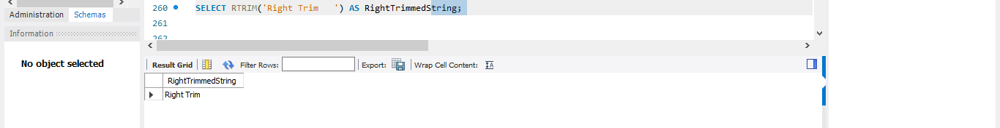 260 SELECT RTRIM('Right Trim   ') AS RightTrimmedString;
261
262
Administration Schemas
Information
No object selected
Result Grid Filter Rows: Export: Wrap Cell Content:
RightTrimmedString
Right Trim